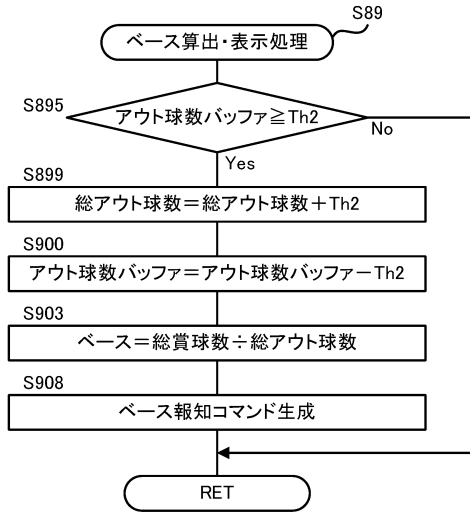 S89
ベース算出・表示処理
S895
アウト球数バッファ≧Th2
No
Yes
S899
総アウト球数＝総アウト球数＋Th2
S900
アウト球数バッファ＝アウト球数バッファ－Th2
S903
ベース＝総賞球数÷総アウト球数
S908
ベース報知コマンド生成
RET